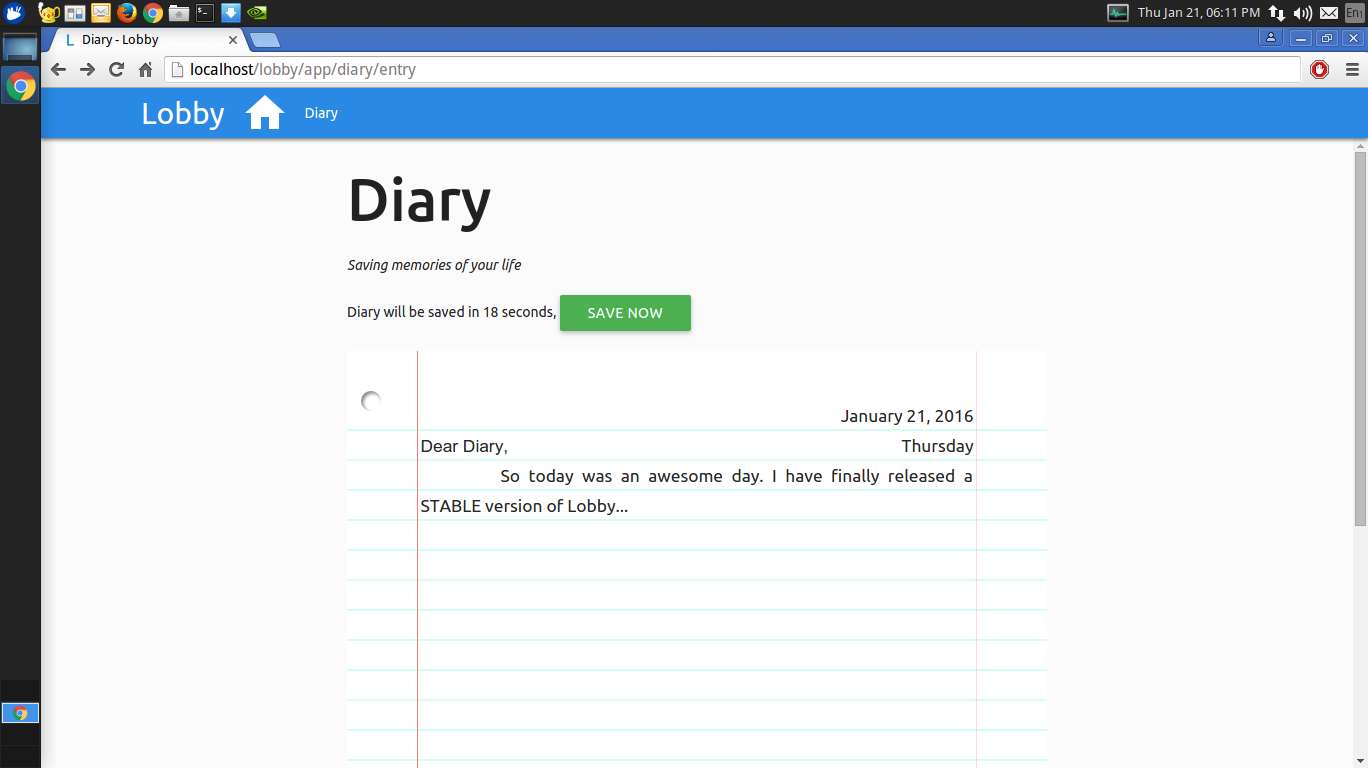 Thu Jan 21, 06:11 PM
En
Diary - Lobby
localhost/lobby/app/diary/entry
Lobby
Diary
Diary
Saving memories of your life
Diary will be saved in 18 seconds,
SAVE NOW
January 21, 2016
Dear Diary,
Thursday
So today was an awesome day. I have finally released a
STABLE version of Lobby...